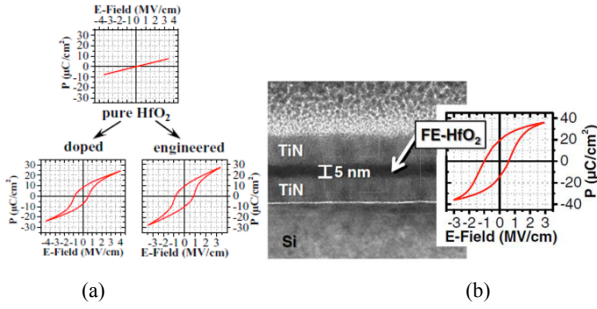 E-Field (MV/cm)
-4-3-2-1 0 1 2 3 4
P (µC/cm²)
30
20
10
0
-10
-20
-30
pure HfO₂
doped
engineered
P (µC/cm²)
30
20
10
0
-10
-20
-30
-4-3-2-1 0 1 2 3 4
E-Field (MV/cm)
-3-2-1 0 1 2 3
E-Field (MV/cm)
30
20
10
0
-10
-20
-30
P (µC/cm²)
(a)
TiN
FE-HfO₂
5 nm
TiN
Si
40
20
0
-20
-40
P (µC/cm²)
-3 -2 -1 0 1 2 3
E-Field (MV/cm)
(b)